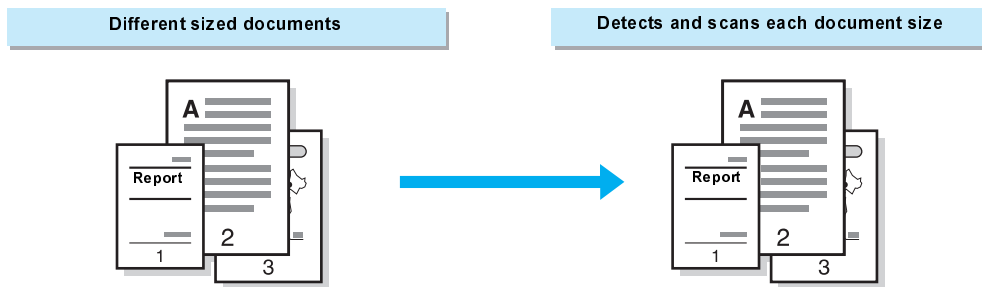 Different sized documents
Detects and scans each document size
A
Report
1
2
3
A
Report
1
2
3